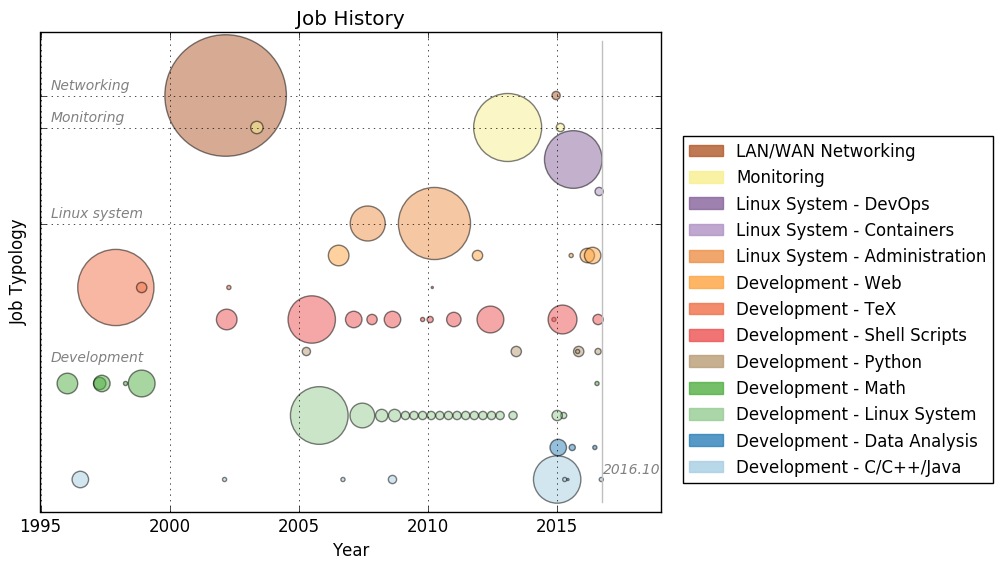 Job History
Networking
Monitoring
Linux system
Development
2016.10
Job Typology
1995 2000 2005 2010 2015
Year
LAN/WAN Networking
Monitoring
Linux System - DevOps
Linux System - Containers
Linux System - Administration
Development - Web
Development - TeX
Development - Shell Scripts
Development - Python
Development - Math
Development - Linux System
Development - Data Analysis
Development - C/C++/Java